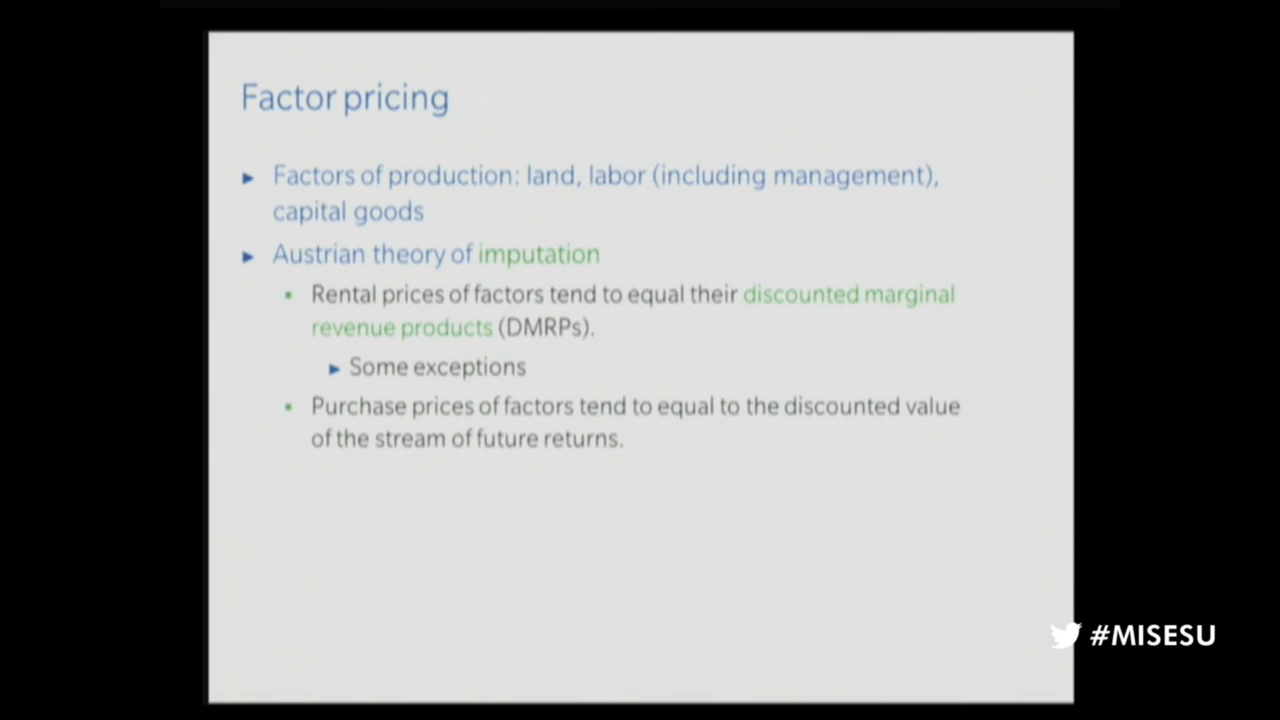 Factor pricing
► Factors of production: land, labor (including management),
capital goods
► Austrian theory of imputation
▪ Rental prices of factors tend to equal their discounted marginal
revenue products (DMRPs).
► Some exceptions
▪ Purchase prices of factors tend to equal to the discounted value
of the stream of future returns.
#MISESU